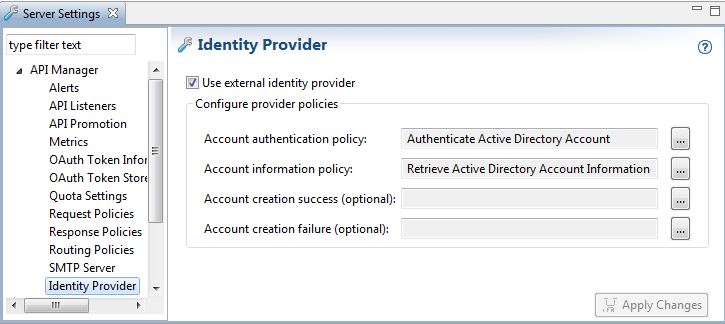 Server Settings
type filter text
API Manager
Alerts
API Listeners
API Promotion
Metrics
OAuth Token Infor
OAuth Token Store
Quota Settings
Request Policies
Response Policies
Routing Policies
SMTP Server
Identity Provider
Identity Provider
Use external identity provider
Configure provider policies
Account authentication policy: Authenticate Active Directory Account ...
Account information policy: Retrieve Active Directory Account Information ...
Account creation success (optional): ...
Account creation failure (optional): ...
Apply Changes